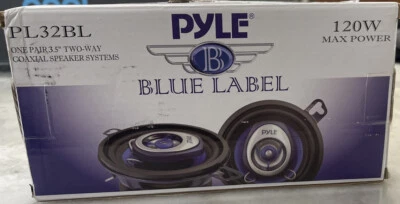 PL32BL
ONE PAIR 3.5" TWO-WAY
COAXIAL SPEAKER SYSTEMS
PYLE
B
BLUE LABEL
120W
MAX POWER
PYLE